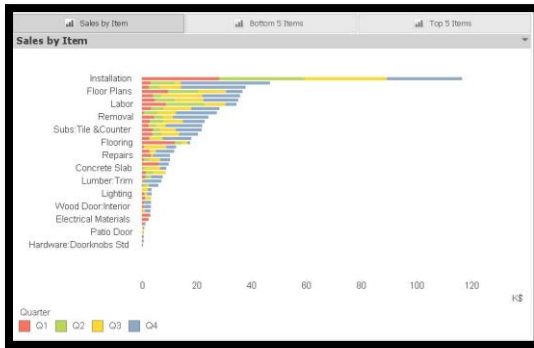 Sales by Item Bottom 5 Items Top 5 Items
Sales by Item
Installation
Floor Plans
Labor
Removal
Subs:Tile &Counter
Flooring
Repairs
Concrete Slab
Lumber:Trim
Lighting
Wood Door:Interior
Electrical Materials
Patio Door
Hardware:Doorknobs Std
0 20 40 60 80 100 120
K$
Quarter
Q1 Q2 Q3 Q4